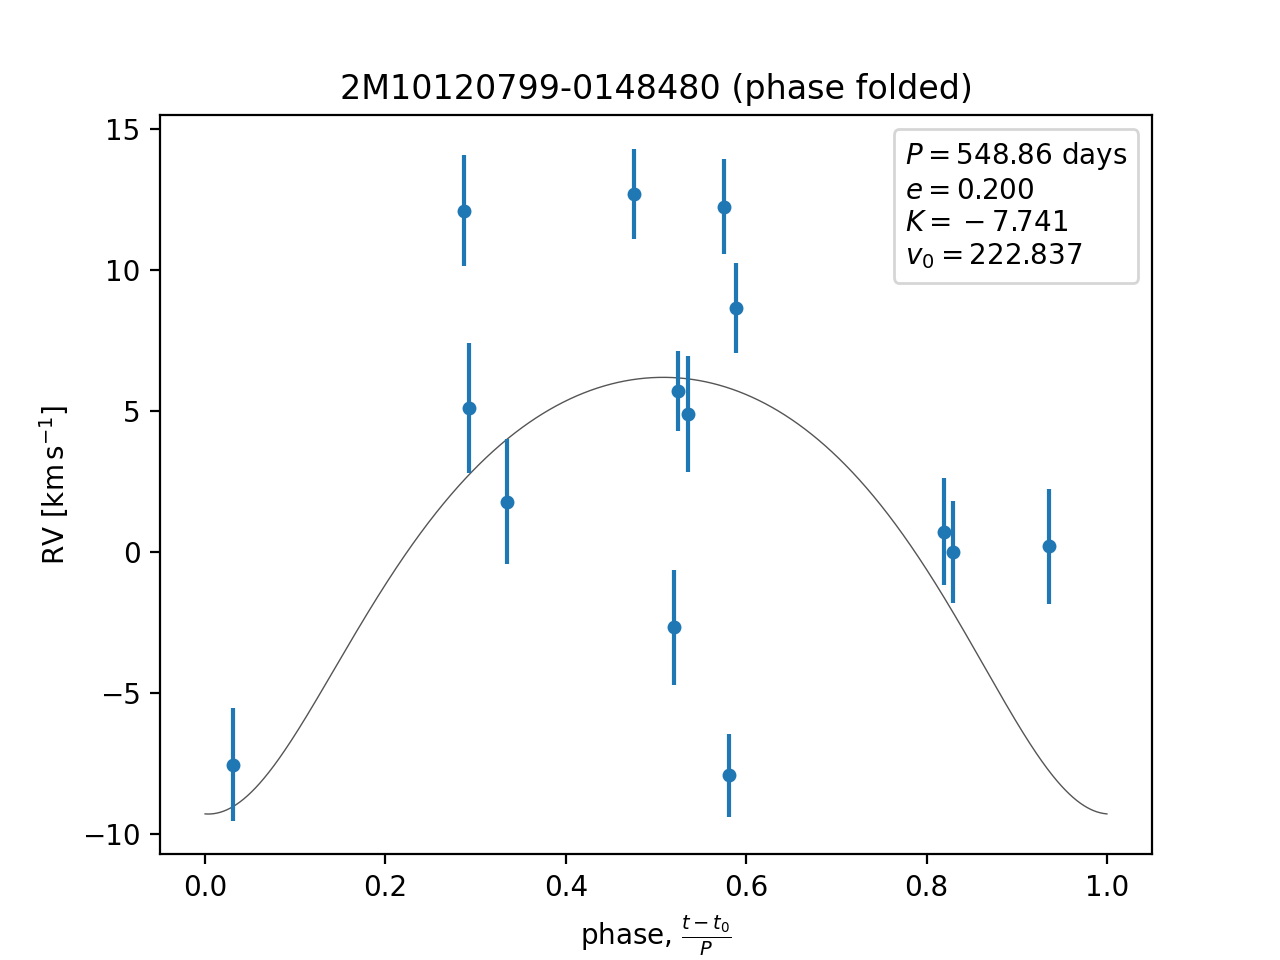 2M10120799-0148480 (phase folded)
P = 548.86 days
e = 0.200
K = −7.741
v₀ = 222.837
15
10
5
0
−5
−10
RV [km s⁻¹]
0.0 0.2 0.4 0.6 0.8 1.0
phase, (t − t₀)/P